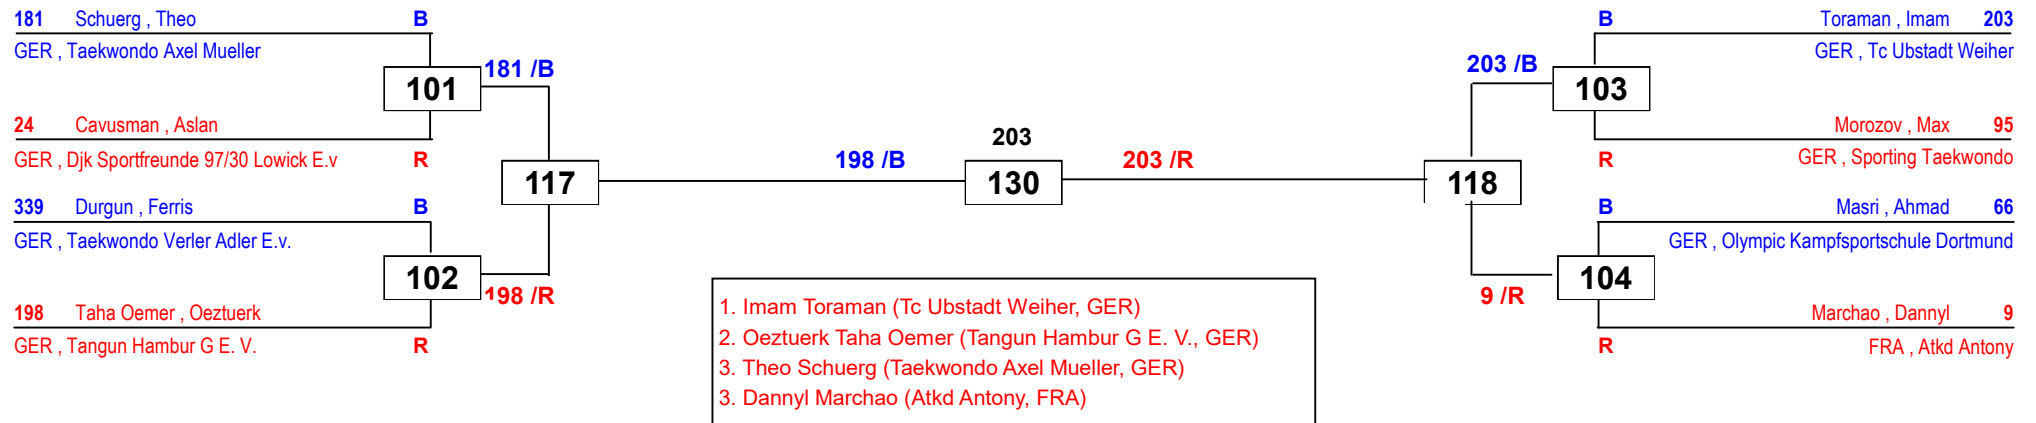 181 Schuerg , Theo B
GER , Taekwondo Axel Mueller
101
181 /B
24 Cavusman , Aslan
GER , Djk Sportfreunde 97/30 Lowick E.v R
117
339 Durgun , Ferris B
GER , Taekwondo Verler Adler E.v.
102
198 /R
198 Taha Oemer , Oeztuerk
GER , Tangun Hambur G E. V. R
198 /B
203
130
203 /R
B Toraman , Imam 203
GER , Tc Ubstadt Weiher
203 /B
103
Morozov , Max 95
R GER , Sporting Taekwondo
118
B Masri , Ahmad 66
GER , Olympic Kampfsportschule Dortmund
104
9 /R
Marchao , Dannyl 9
R FRA , Atkd Antony
1. Imam Toraman (Tc Ubstadt Weiher, GER)
2. Oeztuerk Taha Oemer (Tangun Hambur G E. V., GER)
3. Theo Schuerg (Taekwondo Axel Mueller, GER)
3. Dannyl Marchao (Atkd Antony, FRA)